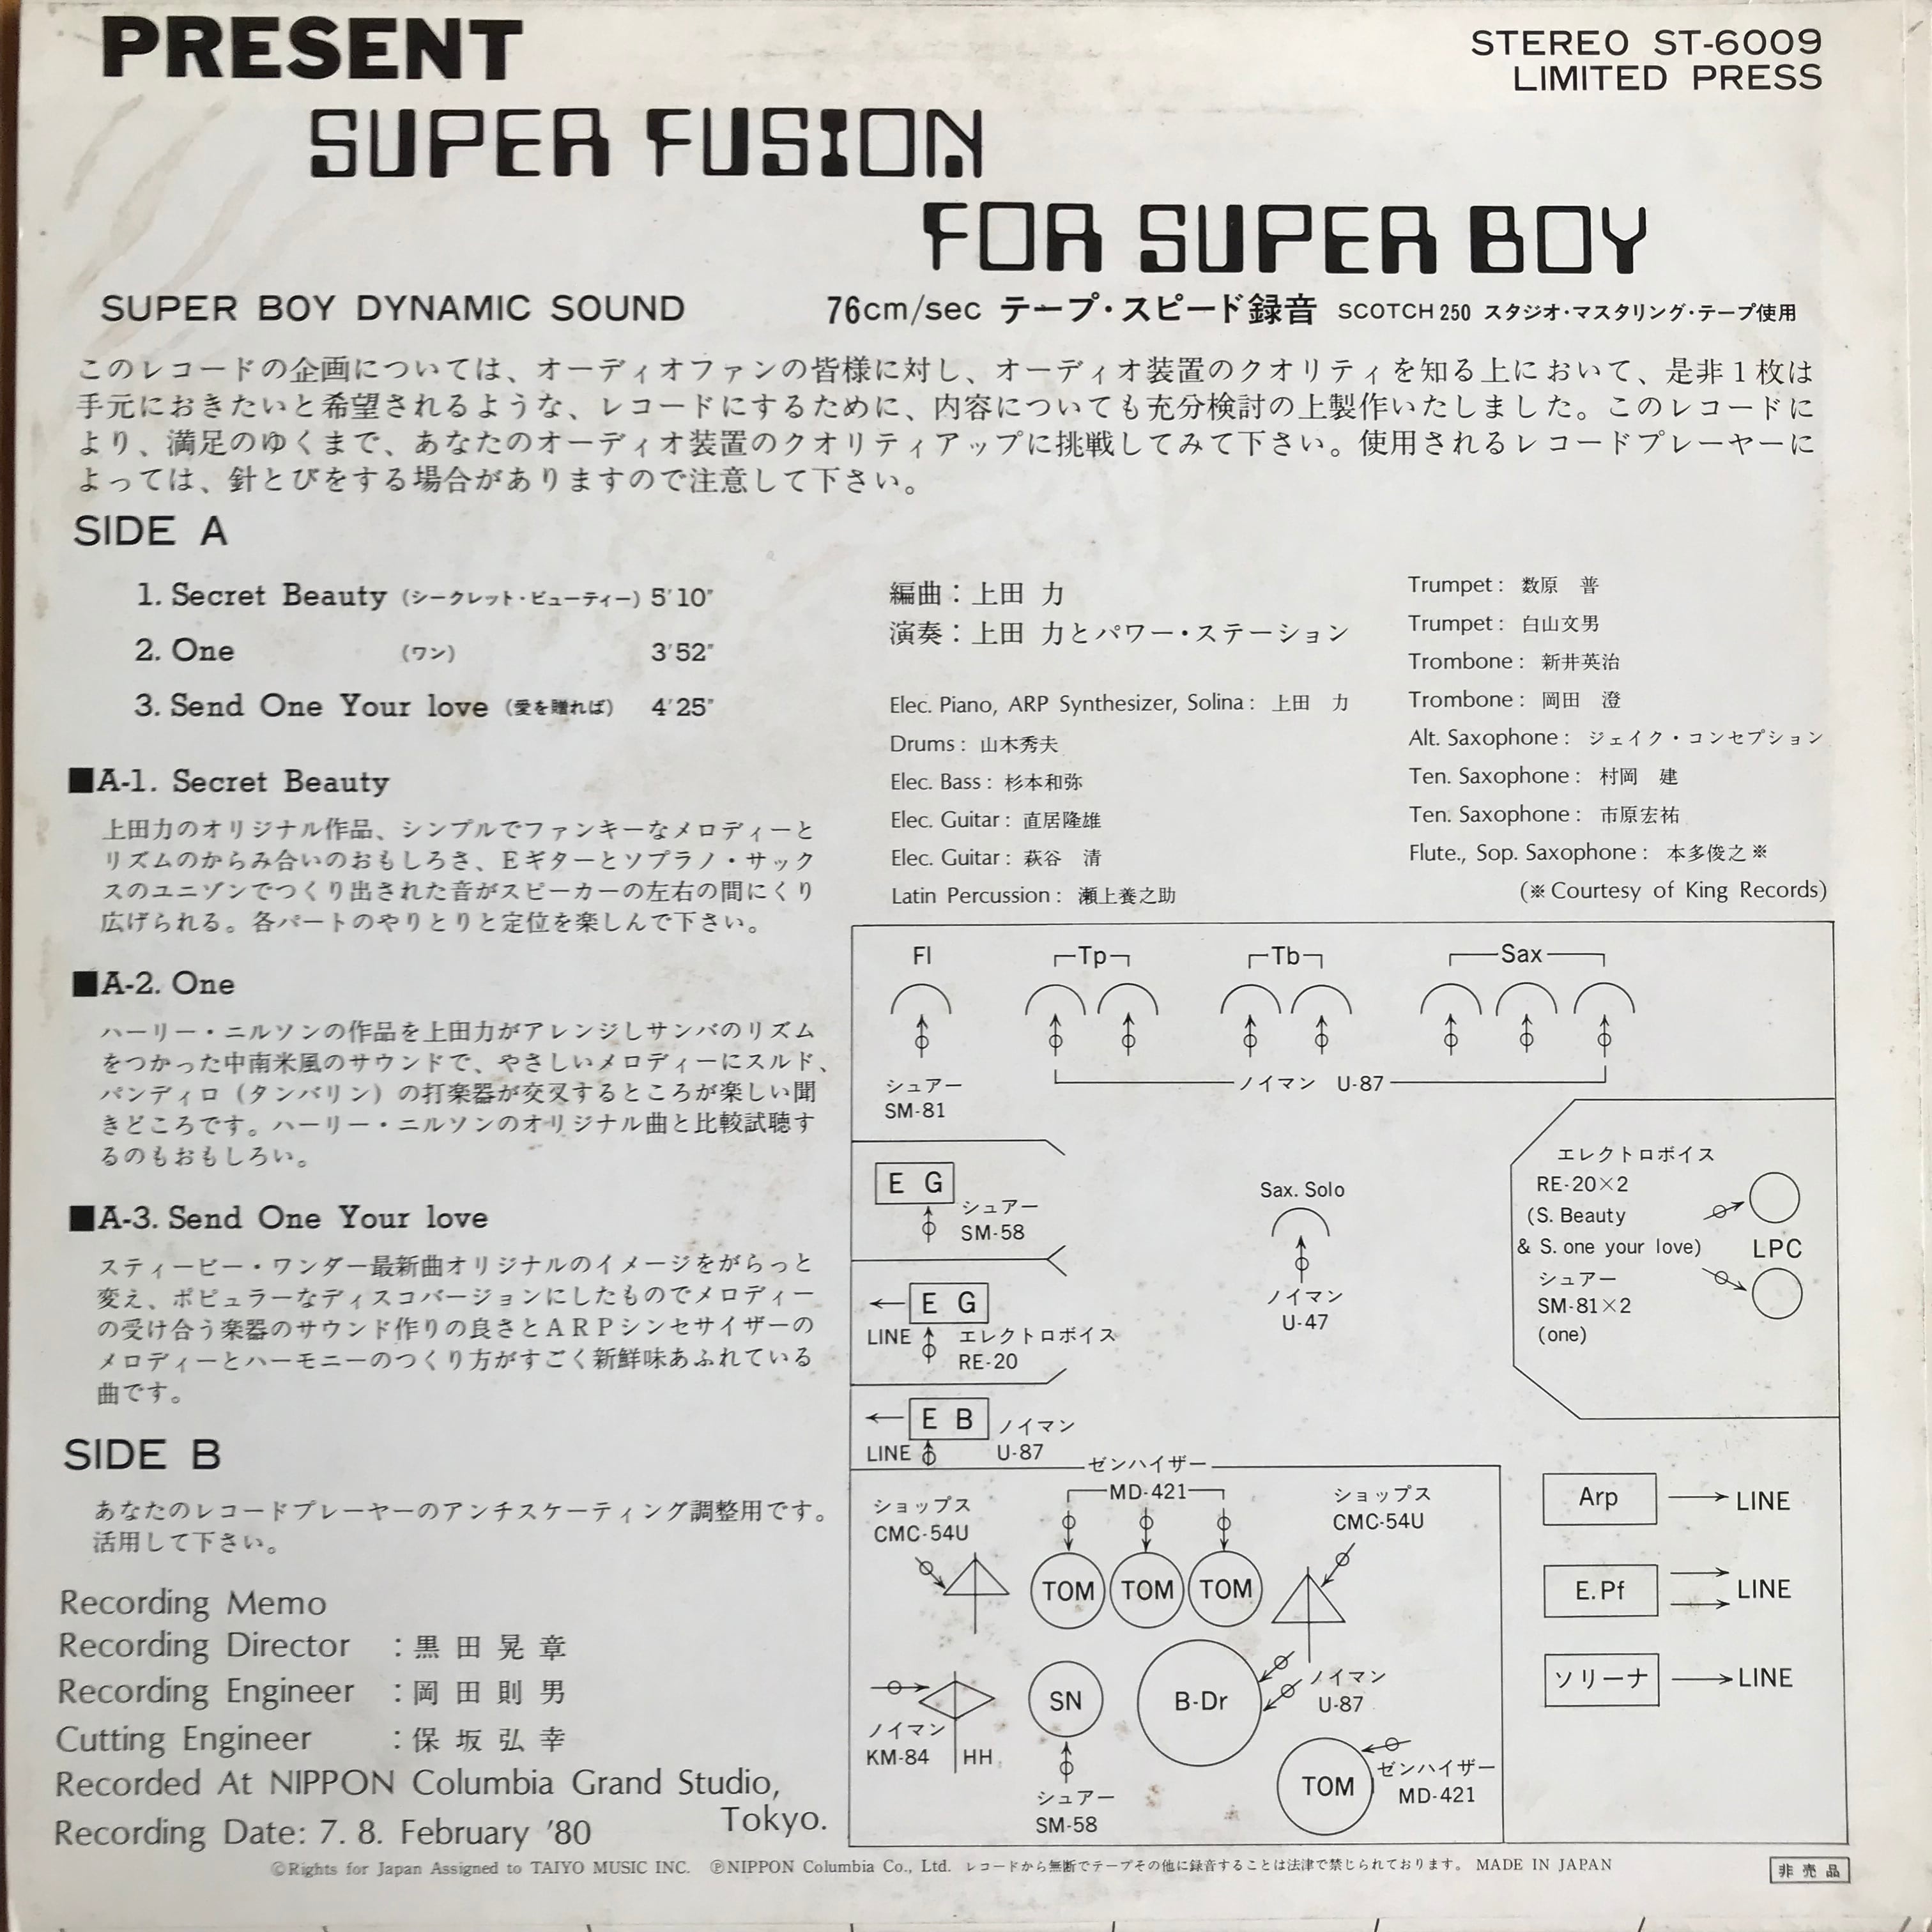 PRESENT
SUPER FUSION
FOR SUPER BOY
STEREO ST-6009
LIMITED PRESS
SUPER BOY DYNAMIC SOUND
76cm/sec テープ・スピード録音 SCOTCH 250 スタジオ・マスタリング・テープ使用
このレコードの企画については、オーディオファンの皆様に対し、オーディオ装置のクオリティを知る上において、是非1枚は
手元におきたいと希望されるような、レコードにするために、内容についても充分検討の上製作いたしました。このレコードに
より、満足のゆくまで、あなたのオーディオ装置のクオリティアップに挑戦してみて下さい。使用されるレコードプレーヤーに
よっては、針とびをする場合がありますので注意して下さい。
SIDE A
1. Secret Beauty (シークレット・ビューティー) 5'10"
2. One (ワン) 3'52"
3. Send One Your love (愛を贈れば) 4'25"
■A-1. Secret Beauty
上田力のオリジナル作品、シンプルでファンキーなメロディーと
リズムのからみ合いのおもしろさ、Eギターとソプラノ・サック
スのユニゾンでつくり出された音がスピーカーの左右の間にくり
広げられる。各パートのやりとりと定位を楽しんで下さい。
■A-2. One
ハーリー・ニルソンの作品を上田力がアレンジしサンバのリズム
をつかった中南米風のサウンドで、やさしいメロディーにスルド、
パンディロ(タンバリン)の打楽器が交叉するところが楽しい聞
きどころです。ハーリー・ニルソンのオリジナル曲と比較試聴す
るのもおもしろい。
■A-3. Send One Your love
スティービー・ワンダー最新曲オリジナルのイメージをがらっと
変え、ポピュラーなディスコバージョンにしたものでメロディー
の受け合う楽器のサウンド作りの良さとARPシンセサイザーの
メロディーとハーモニーのつくり方がすごく新鮮味あふれている
曲です。
SIDE B
あなたのレコードプレーヤーのアンチスケーティング調整用です。
活用して下さい。
Recording Memo
Recording Director :黒田晃章
Recording Engineer :岡田則男
Cutting Engineer :保坂弘幸
Recorded At NIPPON Columbia Grand Studio,
Tokyo.
Recording Date: 7. 8. February '80
編曲:上田 力
演奏:上田 力とパワー・ステーション
Elec. Piano, ARP Synthesizer, Solina: 上田 力
Drums: 山木秀夫
Elec. Bass: 杉本和弥
Elec. Guitar: 直居隆雄
Elec. Guitar: 萩谷 清
Latin Percussion: 瀬上養之助
Trumpet: 数原 晋
Trumpet: 白山文男
Trombone: 新井英治
Trombone: 岡田 澄
Alt. Saxophone: ジェイク・コンセプション
Ten. Saxophone: 村岡 建
Ten. Saxophone: 市原宏祐
Flute., Sop. Saxophone: 本多俊之※
(※Courtesy of King Records)
Fl Tp Tb Sax
シュアー
SM-81
ノイマン U-87
E G
シュアー
SM-58
E G
LINE
エレクトロボイス
RE-20
E B
LINE
ノイマン
U-87
Sax. Solo
ノイマン
U-47
エレクトロボイス
RE-20×2
(S. Beauty
& S. one your love)
シュアー
SM-81×2
(one)
LPC
ゼンハイザー
MD-421
ショップス
CMC-54U
ショップス
CMC-54U
TOM TOM TOM
ノイマン
KM-84
HH
SN
シュアー
SM-58
B-Dr
ノイマン
U-87
TOM
ゼンハイザー
MD-421
Arp LINE
E.Pf LINE
ソリーナ LINE
©Rights for Japan Assigned to TAIYO MUSIC INC. ℗NIPPON Columbia Co., Ltd. レコードから無断でテープその他に録音することは法律で禁じられております。 MADE IN JAPAN
非売品